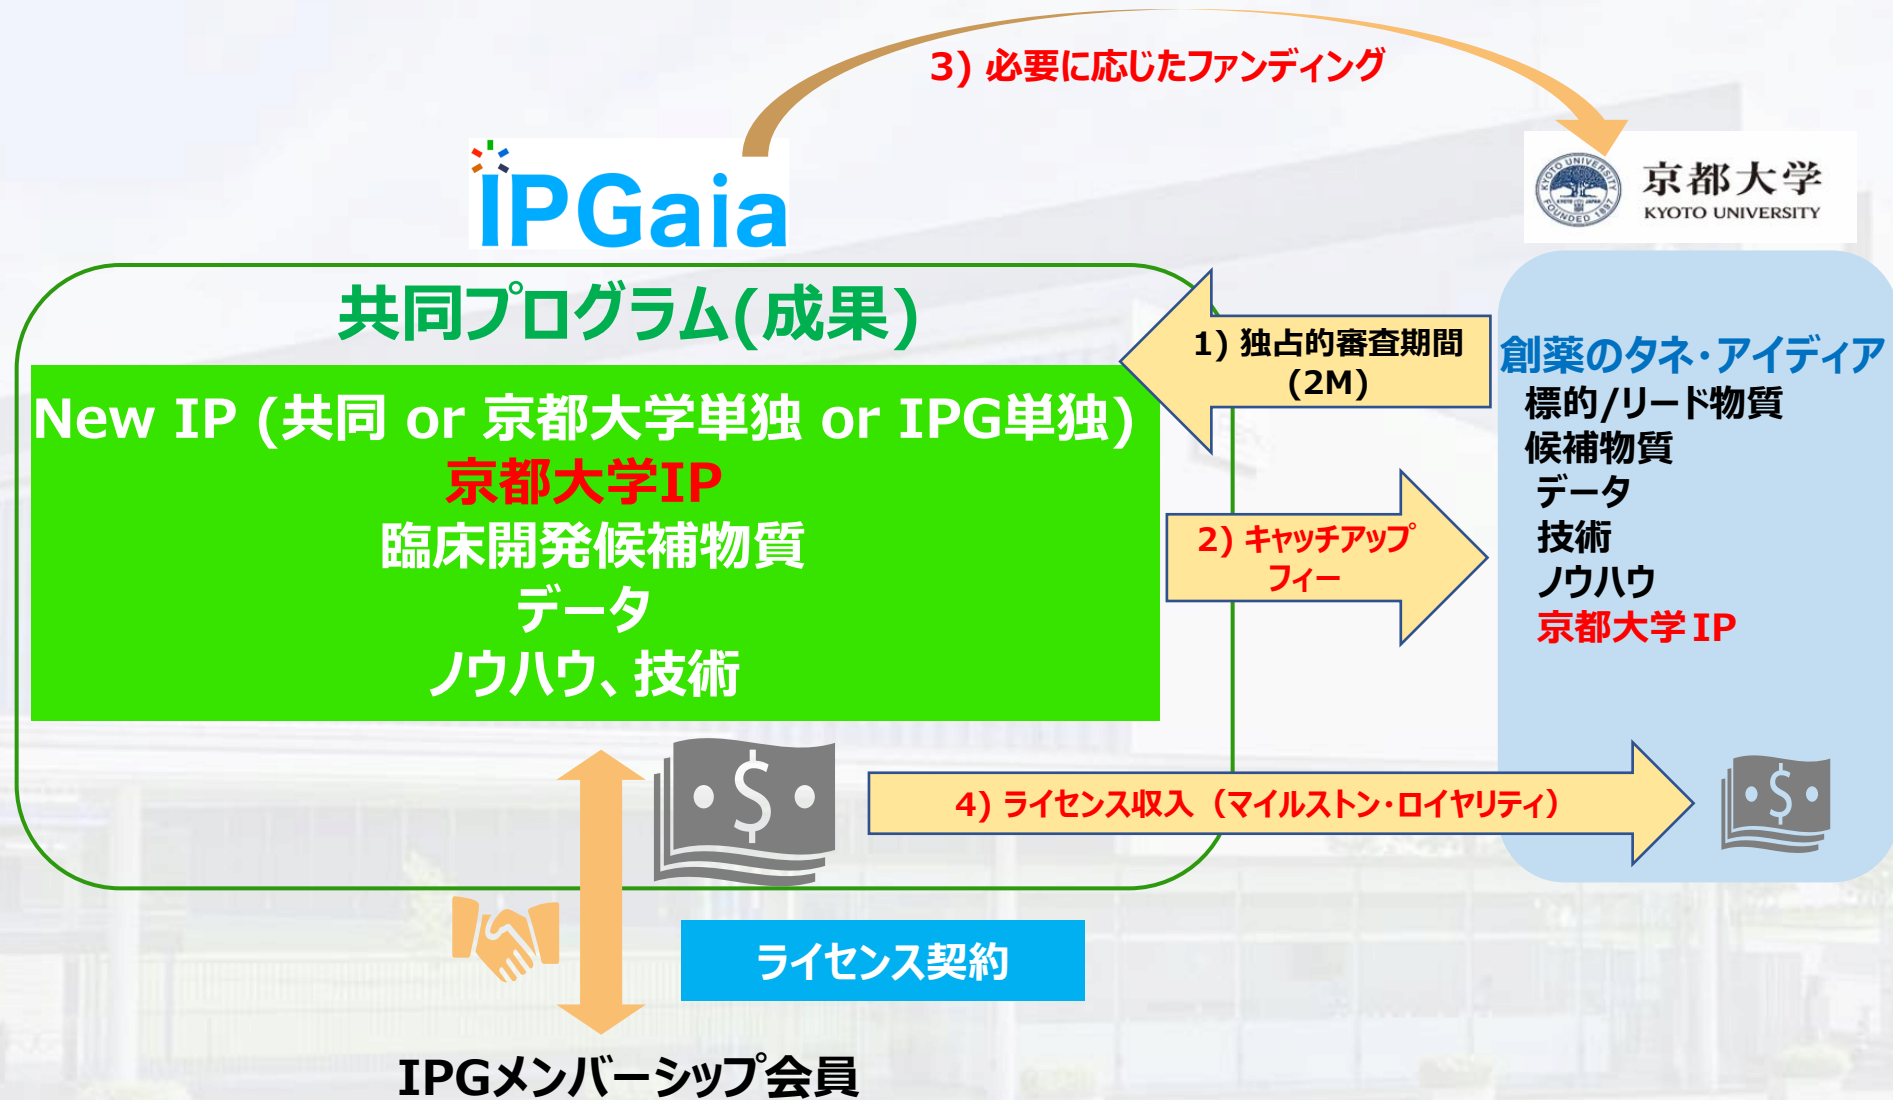 3) 必要に応じたファンディング
IPGaia
京都大学
KYOTO UNIVERSITY
KYOTO UNIVERSITY
FOUNDED 1897
共同プログラム(成果)
New IP (共同 or 京都大学単独 or IPG単独)
京都大学IP
臨床開発候補物質
データ
ノウハウ、技術
1) 独占的審査期間
(2M)
2) キャッチアップ
フィー
創薬のタネ・アイディア
標的/リード物質
候補物質
データ
技術
ノウハウ
京都大学 IP
$
4) ライセンス収入（マイルストン・ロイヤリティ）
$
ライセンス契約
IPGメンバーシップ会員